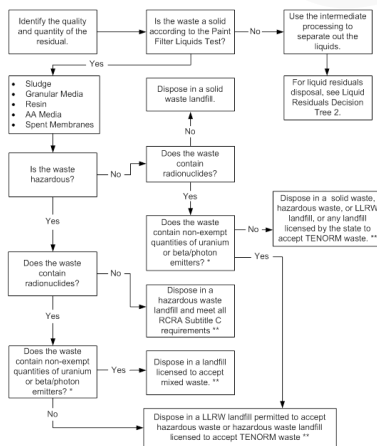 Identify the quality
and quantity of the
residual.
Is the waste a solid
according to the Paint
Filter Liquids Test?
No
Use the intermediate
processing to
separate out the
liquids.
Yes
For liquid residuals
disposal, see Liquid
Residuals Decision
Tree 2.
• Sludge
• Granular Media
• Resin
• AA Media
• Spent Membranes
Dispose in a solid
waste landfill.
No
Is the waste
hazardous?
No
Does the waste
contain
radionuclides?
Yes
Yes
Does the waste
contain non-exempt
quantities of uranium
or beta/photon
emitters? *
No
Dispose in a solid waste,
hazardous waste, or LLRW
landfill, or any landfill
licensed by the state to
accept TENORM waste. **
Yes
Does the waste
contain
radionuclides?
No
Dispose in a
hazardous waste
landfill and meet all
RCRA Subtitle C
requirements **
Yes
Does the waste
contain non-exempt
quantities of uranium
or beta/photon
emitters? *
Yes
Dispose in a landfill
licensed to accept
mixed waste. **
No
Dispose in a LLRW landfill permitted to accept
hazardous waste or hazardous waste landfill
licensed to accept TENORM waste **